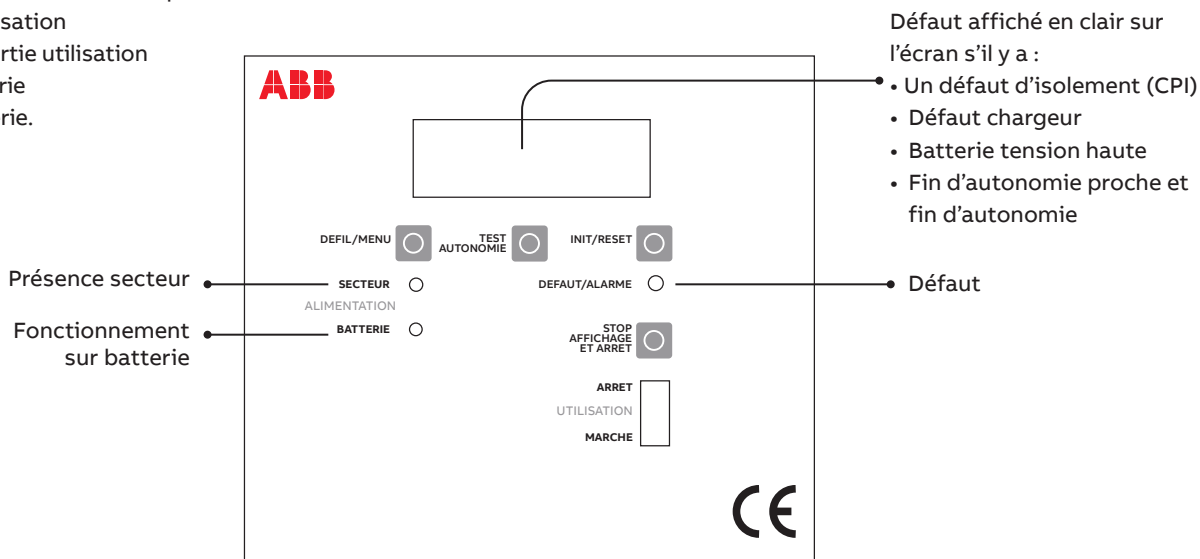 sation
rtie utilisation
rie
rie.
ABB
Défaut affiché en clair sur
l'écran s'il y a :
• Un défaut d'isolement (CPI)
• Défaut chargeur
• Batterie tension haute
• Fin d'autonomie proche et
fin d'autonomie
DEFIL/MENU
TEST
AUTONOMIE
INIT/RESET
Présence secteur
SECTEUR
DEFAUT/ALARME
Défaut
ALIMENTATION
Fonctionnement
sur batterie
BATTERIE
STOP
AFFICHAGE
ET ARRET
ARRET
UTILISATION
MARCHE
CE